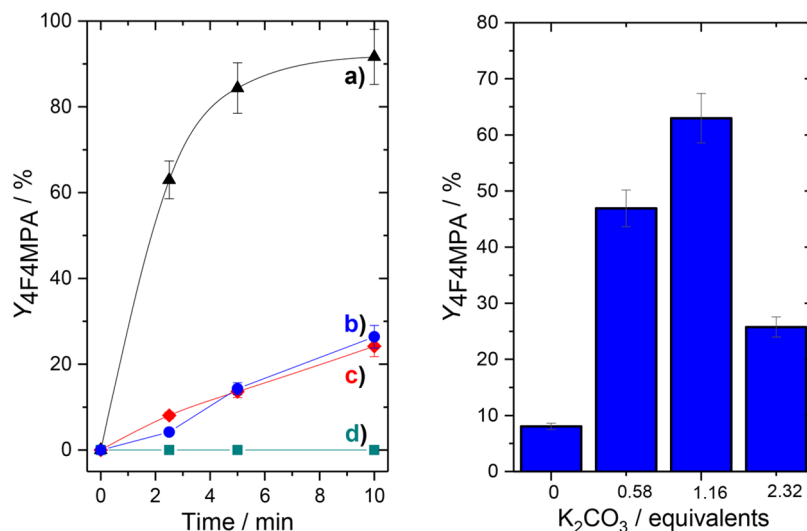 100
80
60
40
20
0
Y4F4MPA / %
a)
b)
c)
d)
0 2 4 6 8 10
Time / min
80
70
60
50
40
30
20
10
0
Y4F4MPA / %
0 0.58 1.16 2.32
K2CO3 / equivalents